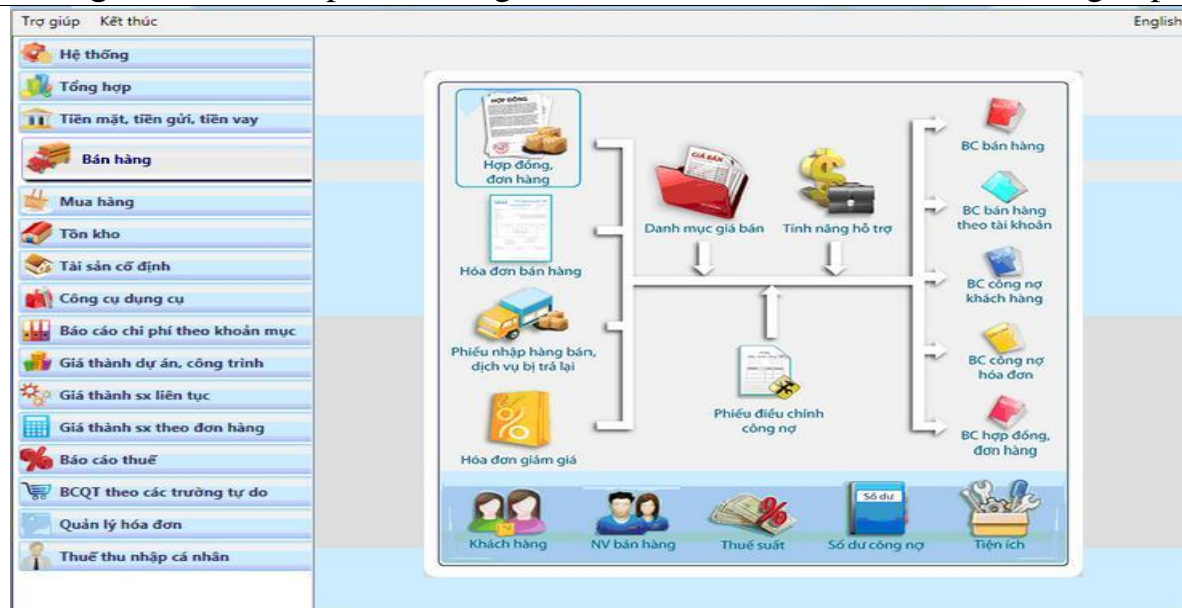 Trợ giúp Kết thúc English
Hệ thống
Tổng hợp
Tiền mặt, tiền gửi, tiền vay
Bán hàng
Mua hàng
Tồn kho
Tài sản cố định
Công cụ dụng cụ
Báo cáo chi phí theo khoản mục
Giá thành dự án, công trình
Giá thành sx liên tục
Giá thành sx theo đơn hàng
Báo cáo thuế
BCQT theo các trường tự do
Quản lý hóa đơn
Thuế thu nhập cá nhân
HỢP ĐỒNG
Hợp đồng,
đơn hàng
Hóa đơn bán hàng
Phiếu nhập hàng bán,
dịch vụ bị trả lại
Hóa đơn giảm giá
GIÁ BÁN
Danh mục giá bán
Tính năng hỗ trợ
Phiếu điều chỉnh
công nợ
BC bán hàng
BC bán hàng
theo tài khoản
BC công nợ
khách hàng
BC công nợ
hóa đơn
BC hợp đồng,
đơn hàng
Khách hàng
NV bán hàng
Thuế suất
Số dư
Số dư công nợ
Tiện ích